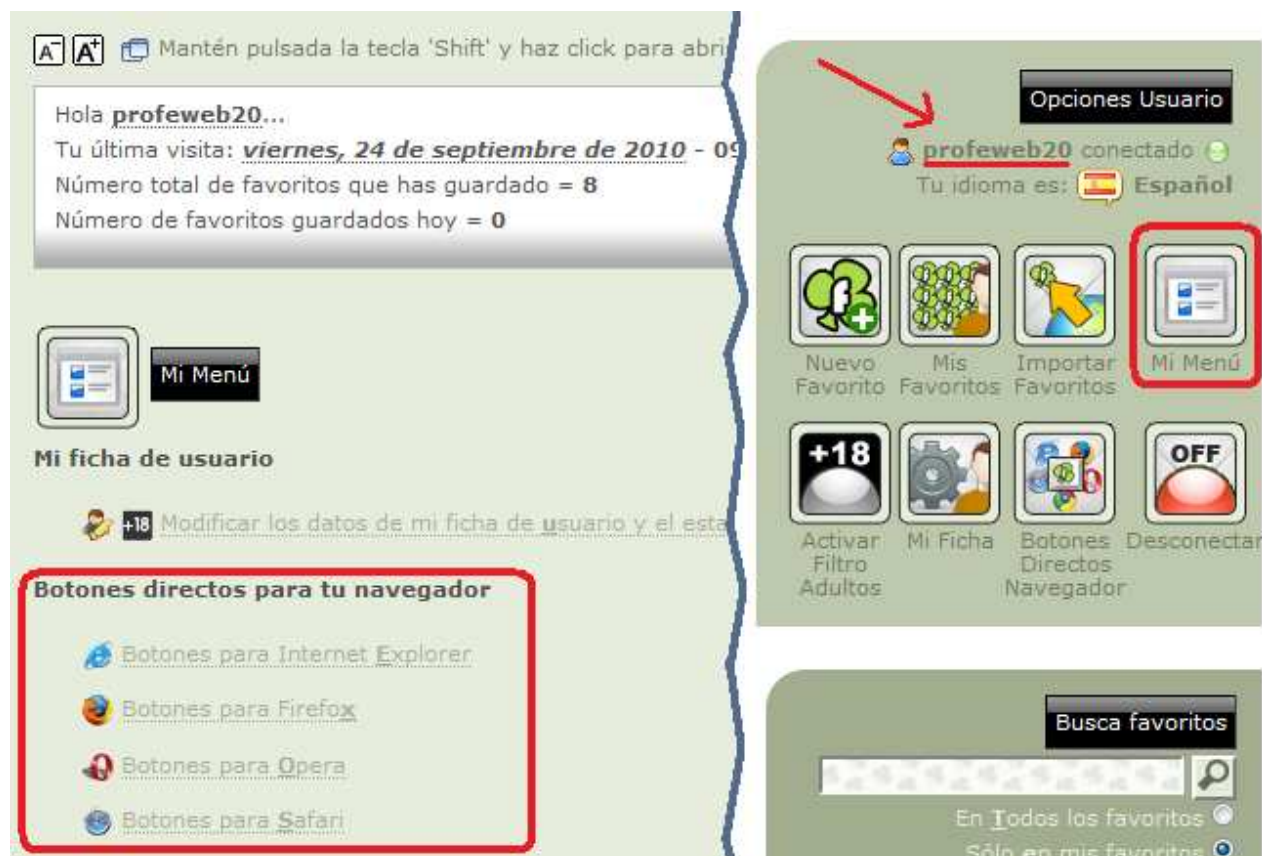 A- A+ Mantén pulsada la tecla 'Shift' y haz click para abri
Hola profeweb20...
Tu última visita: viernes, 24 de septiembre de 2010 - 09
Número total de favoritos que has guardado = 8
Número de favoritos guardados hoy = 0
Mi Menú
Mi ficha de usuario
+18 Modificar los datos de mi ficha de usuario y el esta
Botones directos para tu navegador
Botones para Internet Explorer
Botones para Firefox
Botones para Opera
Botones para Safari
Opciones Usuario
profeweb20 conectado
Tu idioma es: Español
Nuevo Favorito
Mis Favoritos
Importar Favoritos
Mi Menú
+18
OFF
Activar Filtro Adultos
Mi Ficha
Botones Directos Navegador
Desconectar
Busca favoritos
En Todos los favoritos
Sólo en mis favoritos